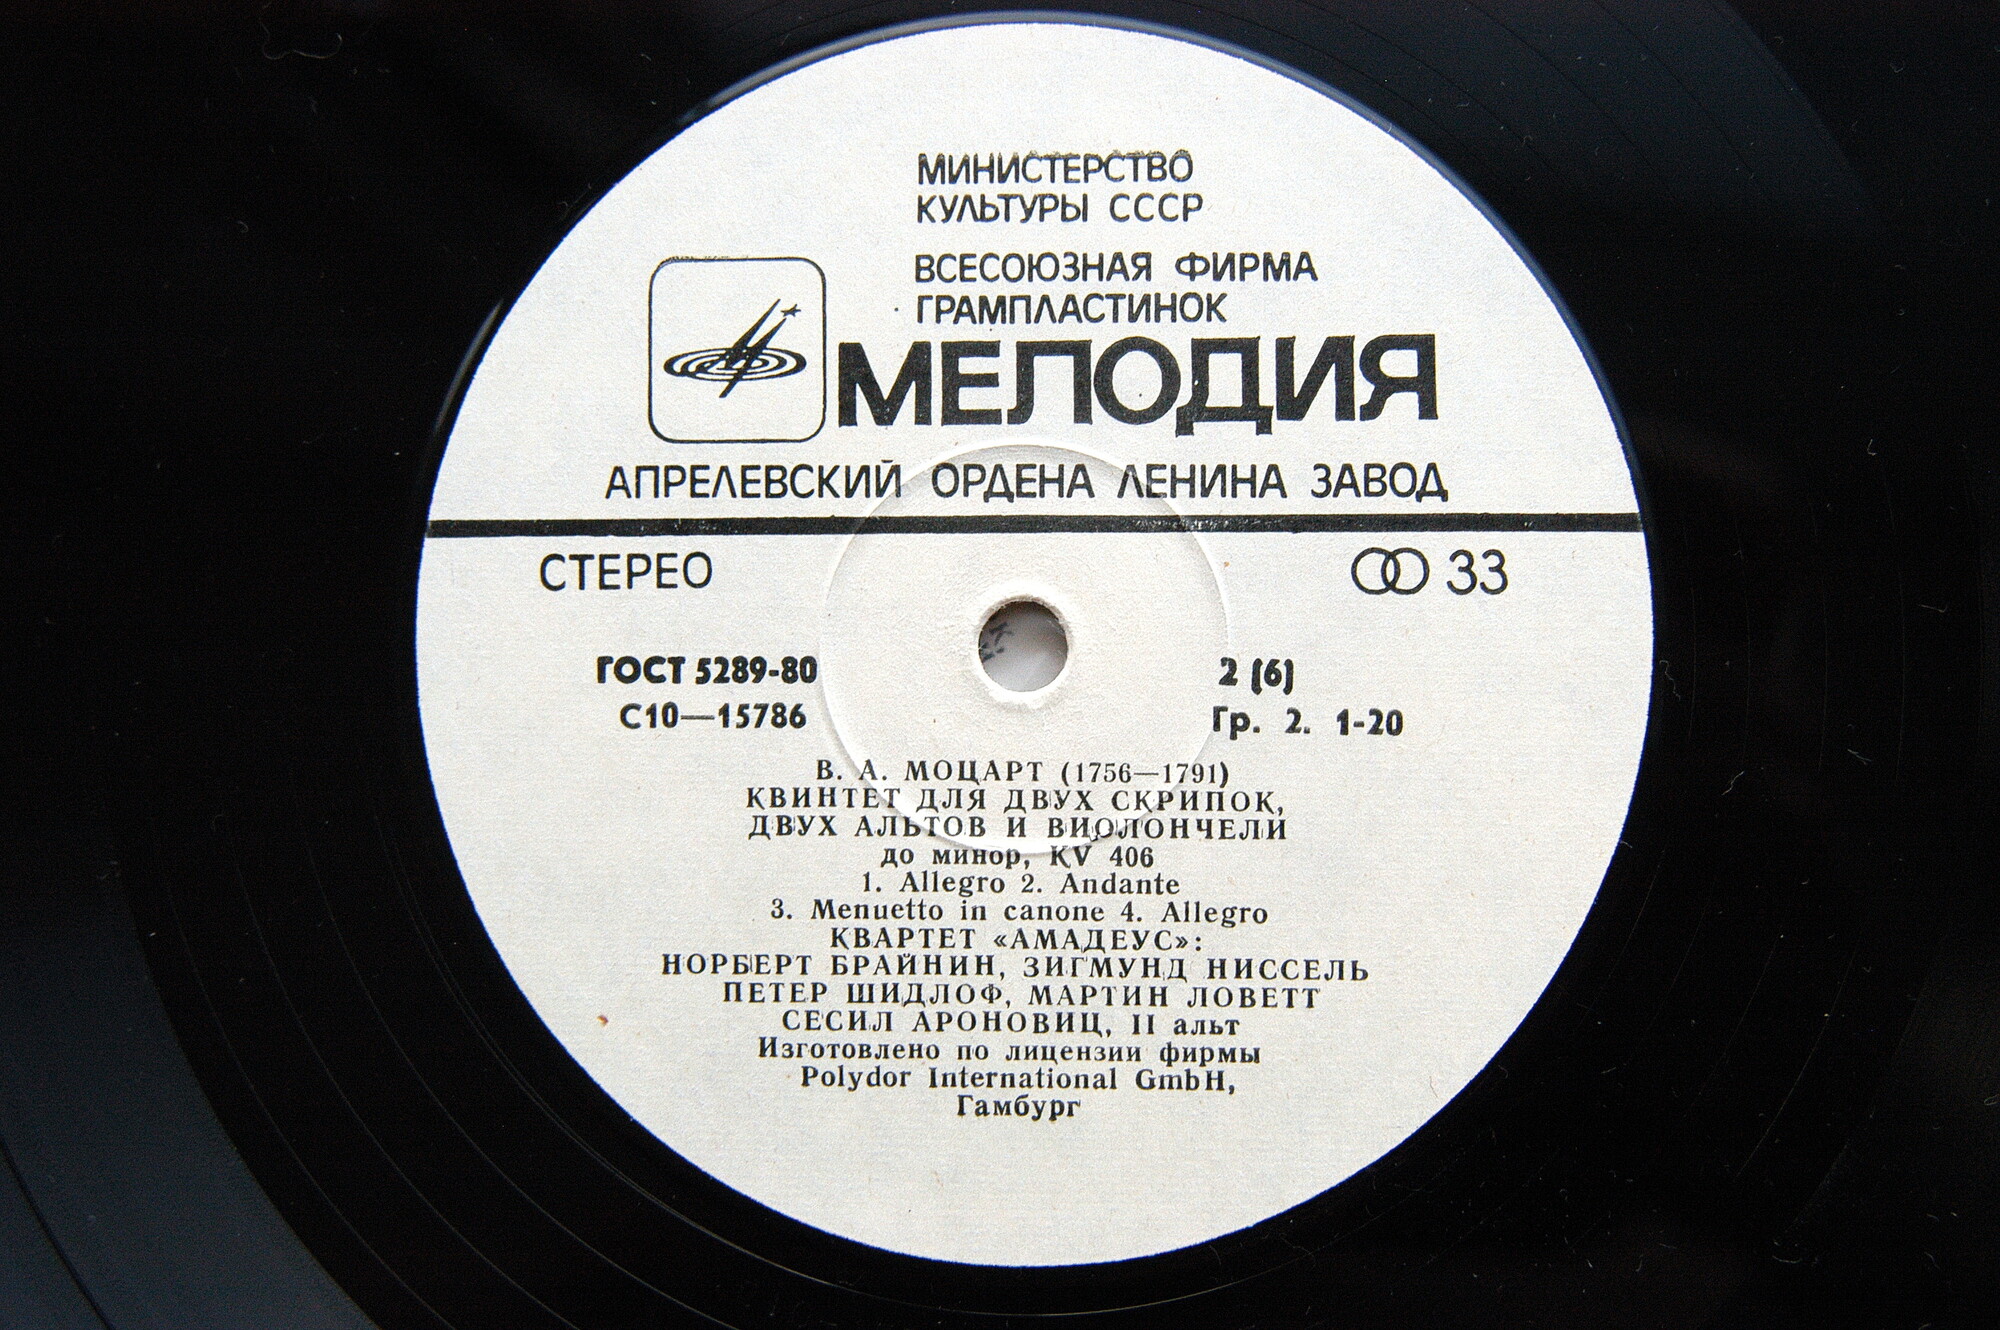 МИНИСТЕРСТВО
КУЛЬТУРЫ СССР
ВСЕСОЮЗНАЯ ФИРМА
ГРАМПЛАСТИНОК
МЕЛОДИЯ
АПРЕЛЕВСКИЙ ОРДЕНА ЛЕНИНА ЗАВОД
СТЕРЕО 33
ГОСТ 5289-80 2 (6)
С10—15786 Гр. 2. 1-20
В. А. МОЦАРТ (1756—1791)
КВИНТЕТ ДЛЯ ДВУХ СКРИПОК,
ДВУХ АЛЬТОВ И ВИОЛОНЧЕЛИ
до минор, KV 406
1. Allegro 2. Andante
3. Menuetto in canone 4. Allegro
КВАРТЕТ «АМАДЕУС»:
НОРБЕРТ БРАЙНИН, ЗИГМУНД НИССЕЛЬ
ПЕТЕР ШИДЛОФ, МАРТИН ЛОВЕТТ
СЕСИЛ АРОНОВИЦ, II альт
Изготовлено по лицензии фирмы
Polydor International GmbH,
Гамбург